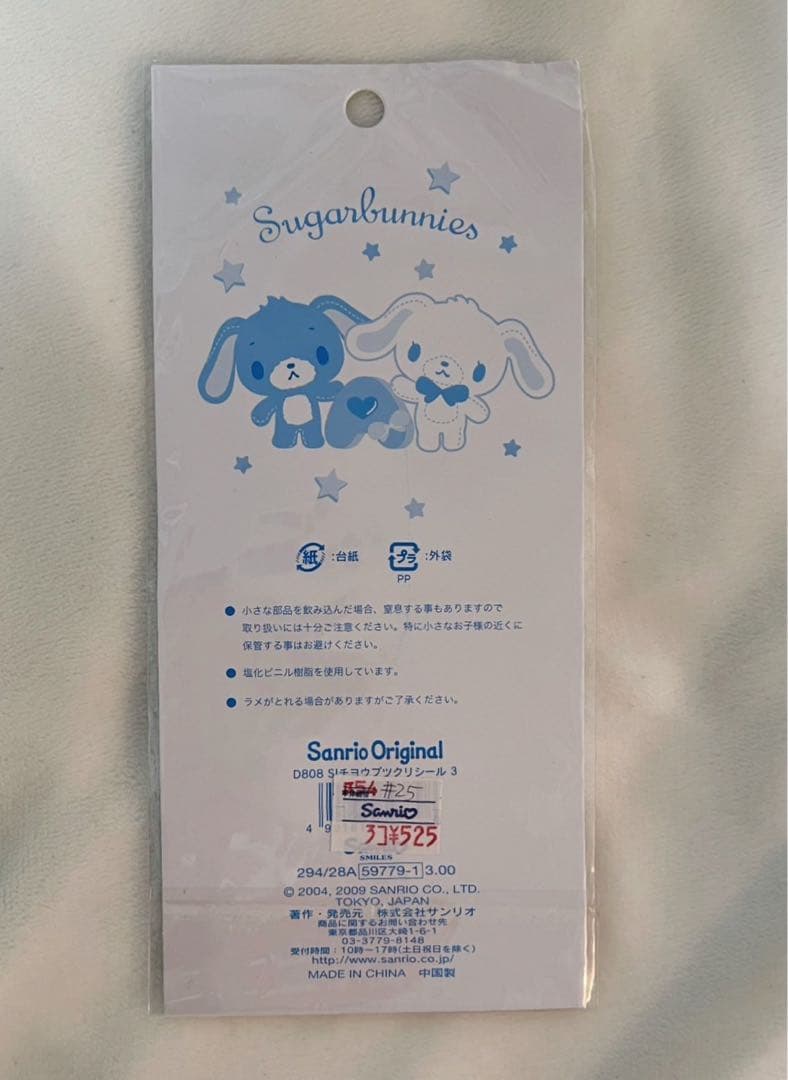 Sugarbunnies
紙 :台紙
プラ :外袋
PP
● 小さな部品を飲み込んだ場合、窒息する事もありますので
取り扱いには十分ご注意ください。特に小さなお子様の近くに
保管する事はお避けください。
● 塩化ビニル樹脂を使用しています。
● ラメがとれる場合がありますがご了承ください。
Sanrio Original
D808 SIチヨウブツクリシール 3
#25
Sanrio
3コ¥525
4
SMILES
294/28A 59779-1 3.00
© 2004, 2009 SANRIO CO., LTD.
TOKYO, JAPAN
著作・発売元 株式会社サンリオ
商品に関するお問い合わせ先
東京都品川区大崎1-6-1
03-3779-8148
受付時間:10時〜17時(土日祝日を除く)
http://www.sanrio.co.jp/
MADE IN CHINA 中国製